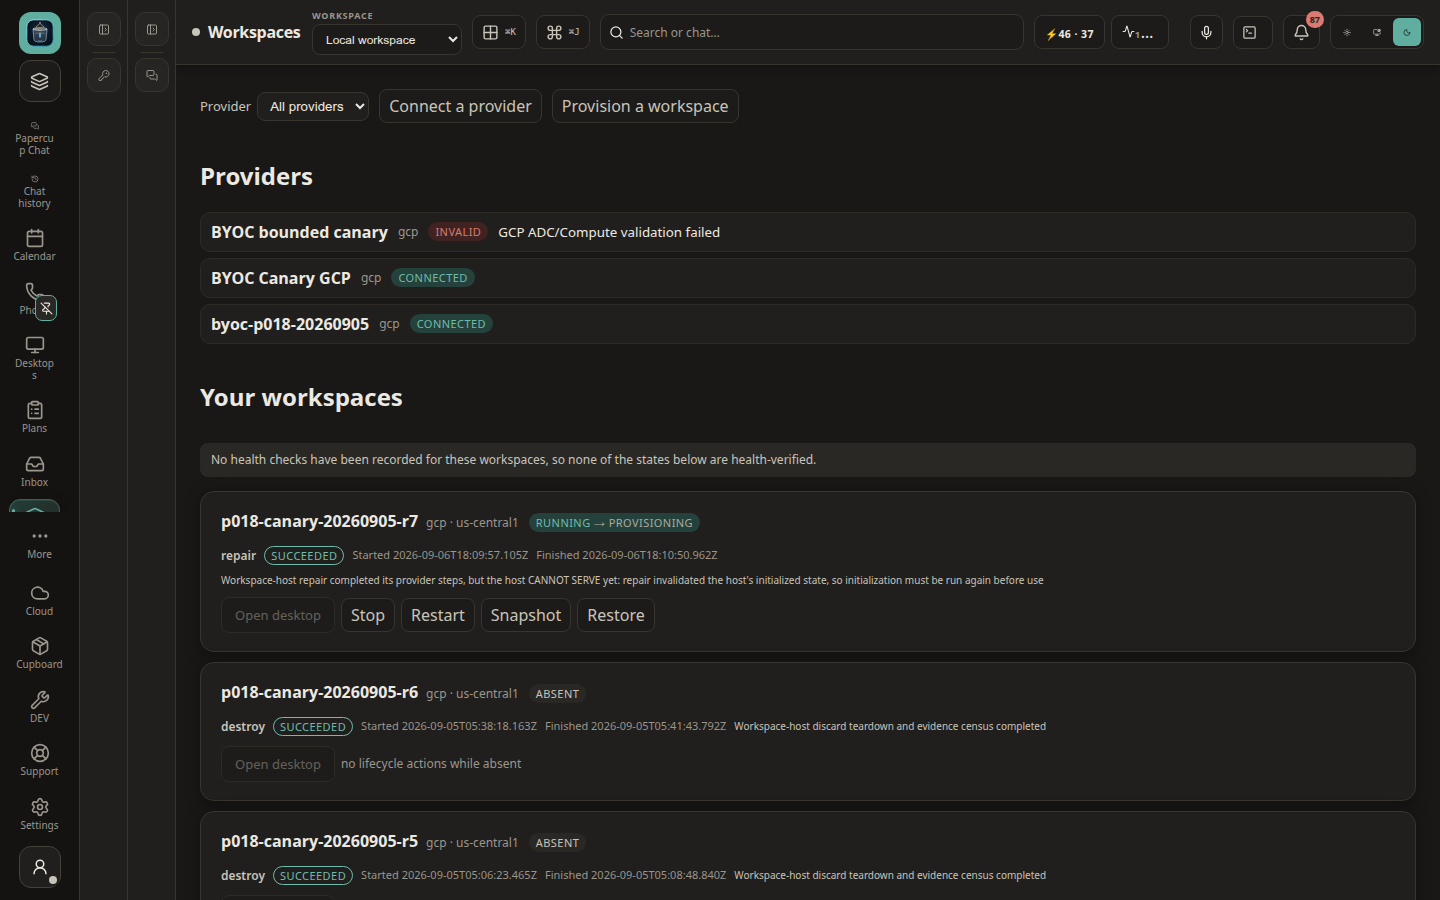 Workspaces
WORKSPACE
Local workspace
⌘K
⌘J
Search or chat...
⚡46 · 37
1...
87
Papercu
p Chat
Chat
history
Calendar
Desktop
s
Plans
Inbox
More
Cloud
Cupboard
DEV
Support
Settings
Provider
All providers
Connect a provider
Provision a workspace
Providers
BYOC bounded canary gcp INVALID GCP ADC/Compute validation failed
BYOC Canary GCP gcp CONNECTED
byoc-p018-20260905 gcp CONNECTED
Your workspaces
No health checks have been recorded for these workspaces, so none of the states below are health-verified.
p018-canary-20260905-r7 gcp · us-central1 RUNNING → PROVISIONING
repair SUCCEEDED Started 2026-09-06T18:09:57.105Z Finished 2026-09-06T18:10:50.962Z
Workspace-host repair completed its provider steps, but the host CANNOT SERVE yet: repair invalidated the host's initialized state, so initialization must be run again before use
Open desktop Stop Restart Snapshot Restore
p018-canary-20260905-r6 gcp · us-central1 ABSENT
destroy SUCCEEDED Started 2026-09-05T05:38:18.163Z Finished 2026-09-05T05:41:43.792Z Workspace-host discard teardown and evidence census completed
Open desktop no lifecycle actions while absent
p018-canary-20260905-r5 gcp · us-central1 ABSENT
destroy SUCCEEDED Started 2026-09-05T05:06:23.465Z Finished 2026-09-05T05:08:48.840Z Workspace-host discard teardown and evidence census completed